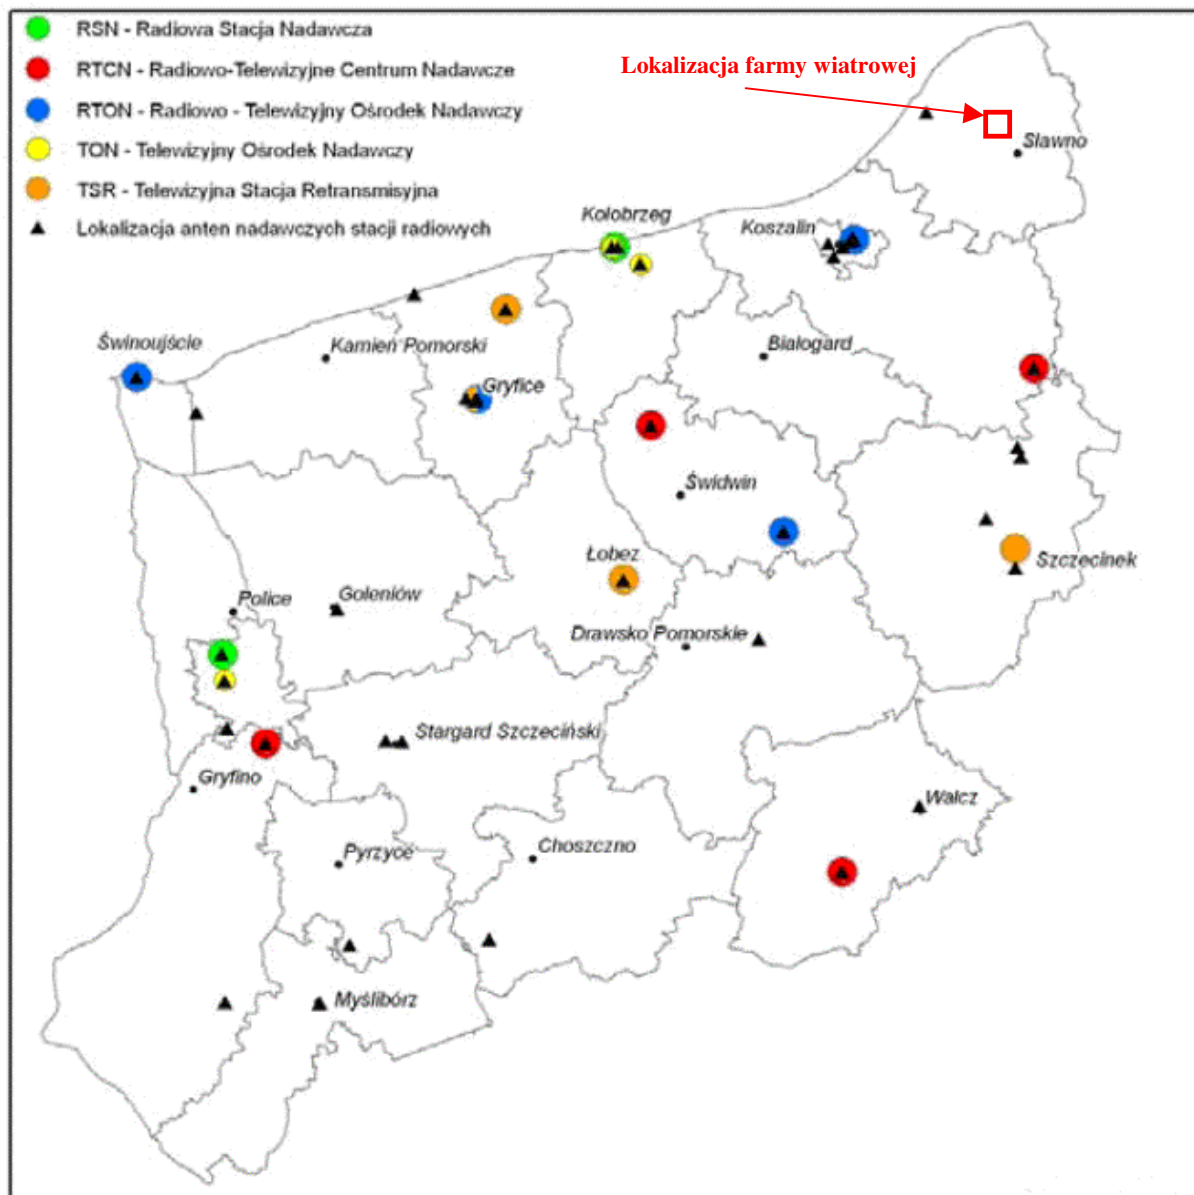 RSN - Radiowa Stacja Nadawcza
RTCN - Radiowo-Telewizyjne Centrum Nadawcze
RTON - Radiowo - Telewizyjny Ośrodek Nadawczy
TON - Telewizyjny Ośrodek Nadawczy
TSR - Telewizyjna Stacja Retransmisyjna
Lokalizacja anten nadawczych stacji radiowych
Lokalizacja farmy wiatrowej
Sławno
Kołobrzeg
Koszalin
Świnoujście
Kamień Pomorski
Białogard
Gryfice
Świdwin
Łobez
Szczecinek
Police
Goleniów
Drawsko Pomorskie
Stargard Szczeciński
Gryfino
Wałcz
Pyrzyce
Choszczno
Myślibórz